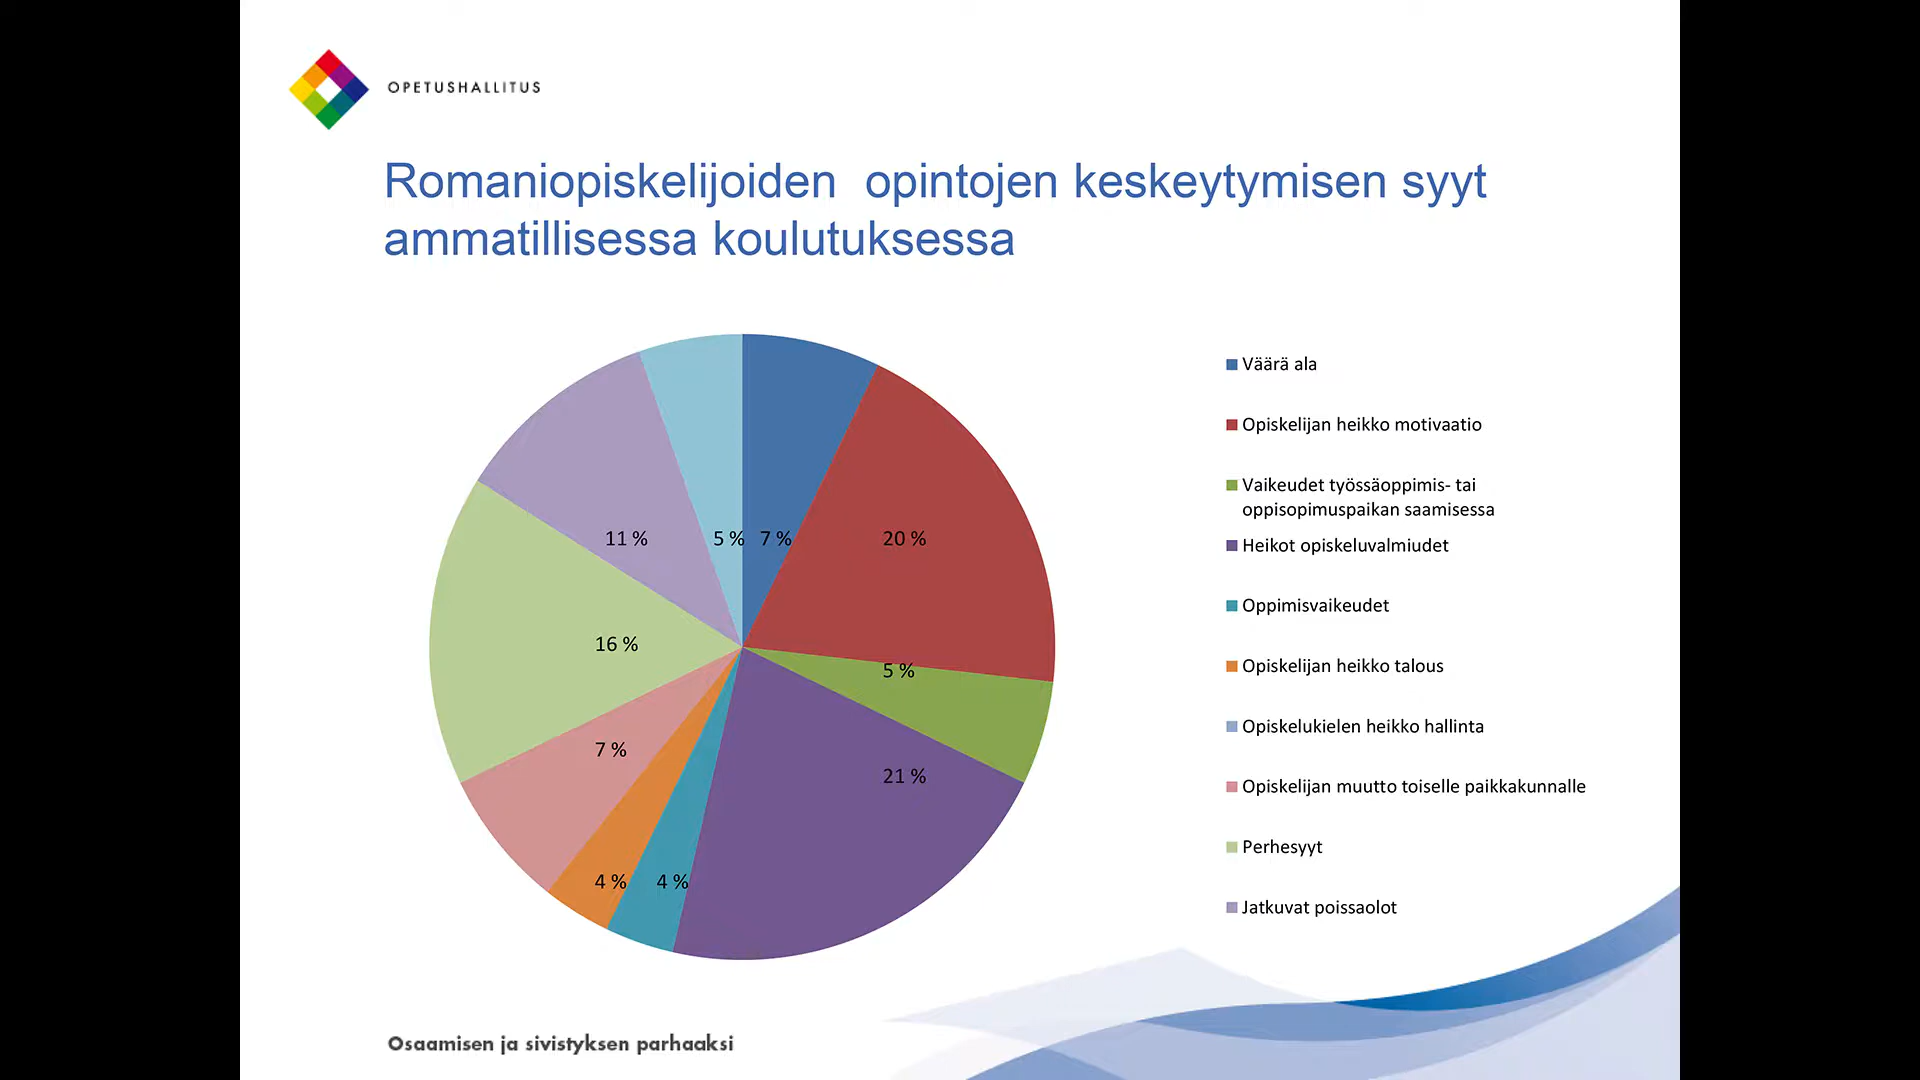 OPETUSHALLITUS
Romaniopiskelijoiden opintojen keskeytymisen syyt
ammatillisessa koulutuksessa
11 %
5 %
7 %
20 %
16 %
5 %
7 %
21 %
4 %
4 %
Väärä ala
Opiskelijan heikko motivaatio
Vaikeudet työssäoppimis- tai
oppisopimuspaikan saamisessa
Heikot opiskeluvalmiudet
Oppimisvaikeudet
Opiskelijan heikko talous
Opiskelukielen heikko hallinta
Opiskelijan muutto toiselle paikkakunnalle
Perhesyyt
Jatkuvat poissaolot
Osaamisen ja sivistyksen parhaaksi